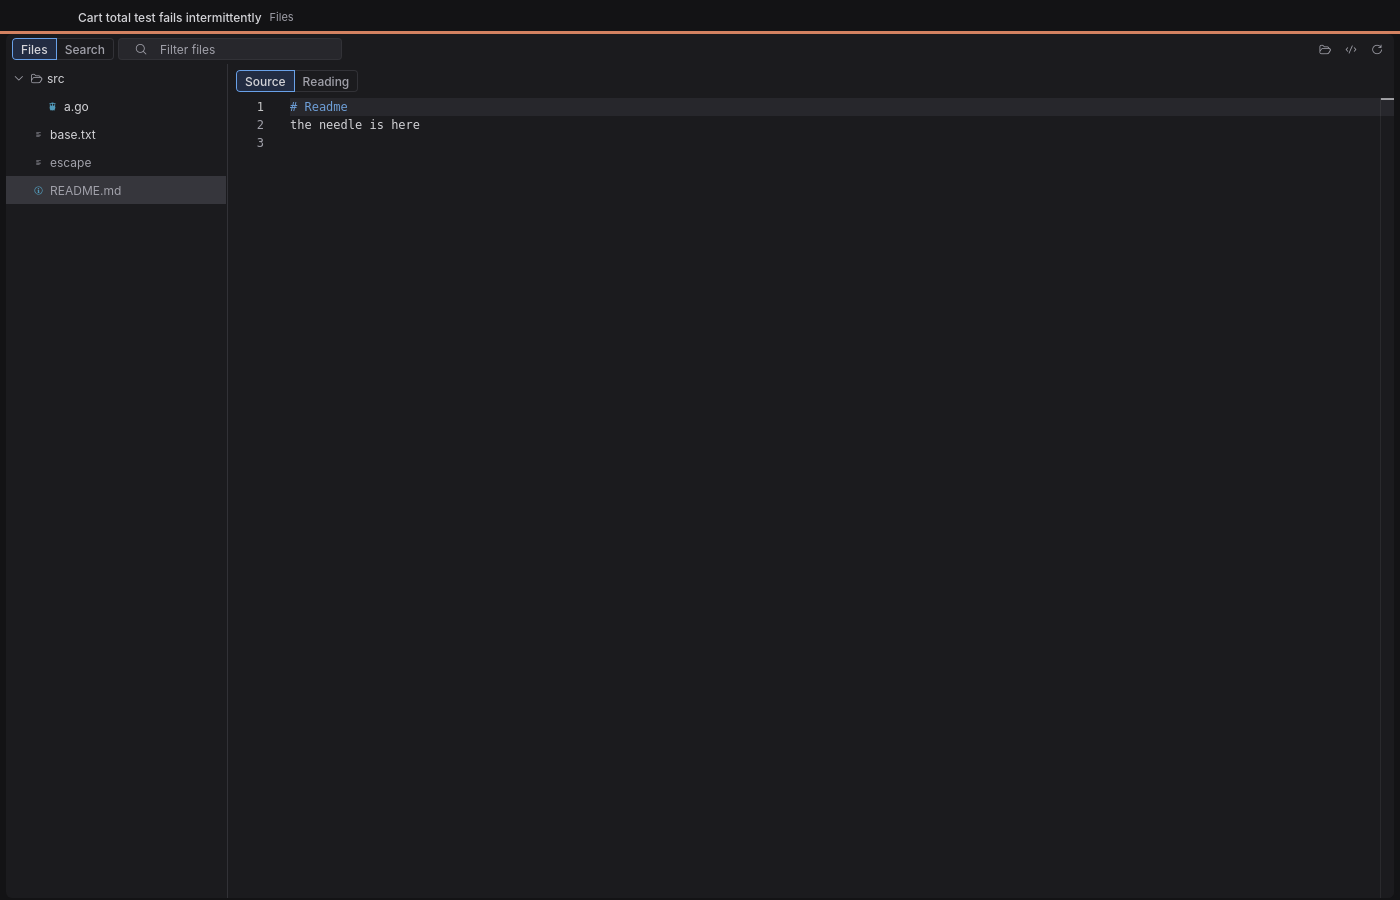 Cart total test fails intermittently Files
Files Search Filter files
src
a.go
base.txt
escape
README.md
Source Reading
1 # Readme
2 the needle is here
3